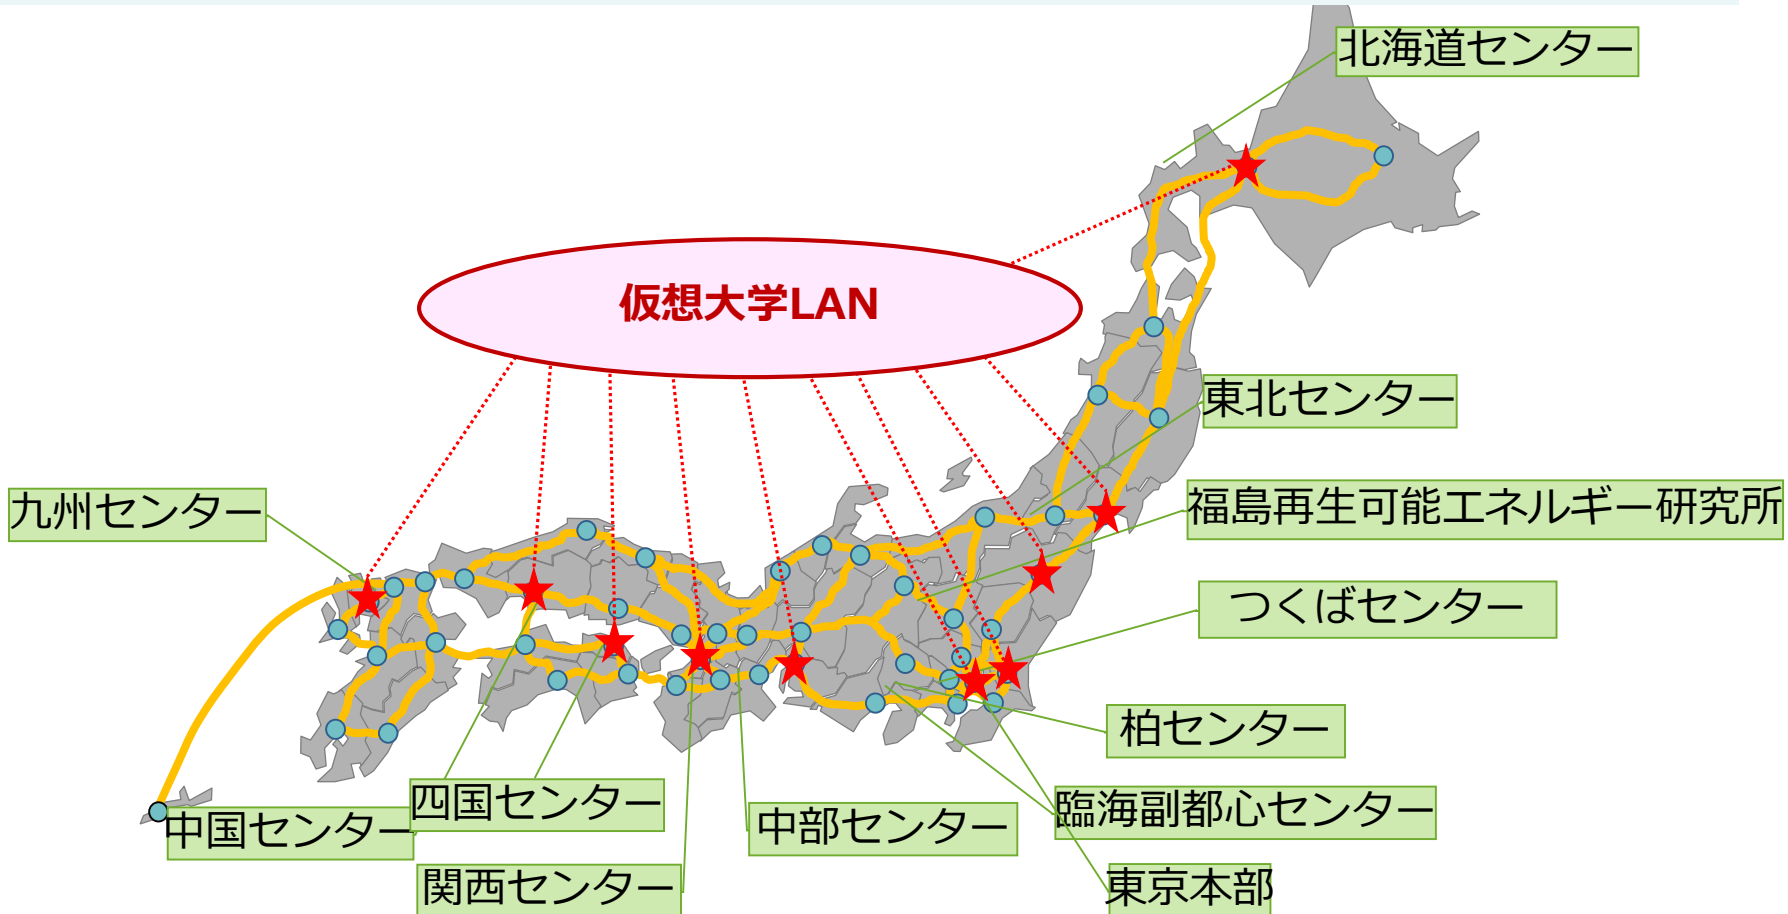 北海道センター
仮想大学LAN
東北センター
九州センター
福島再生可能エネルギー研究所
つくばセンター
柏センター
四国センター
臨海副都心センター
中国センター
中部センター
関西センター
東京本部